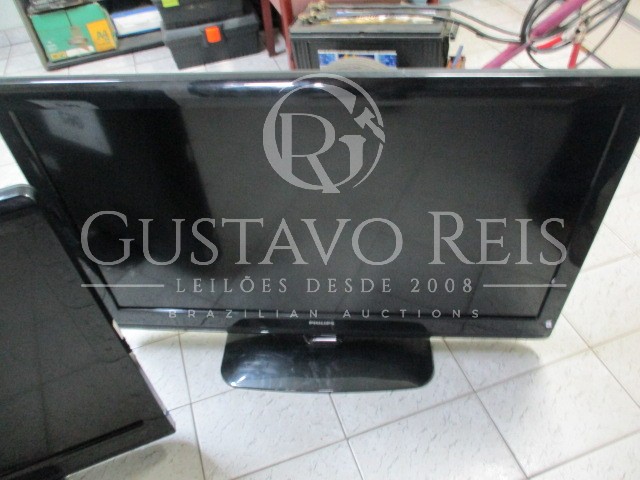 RG
GUSTAVO REIS
LEILÕES DESDE 2008
BRAZILIAN AUCTIONS
PHILIPS